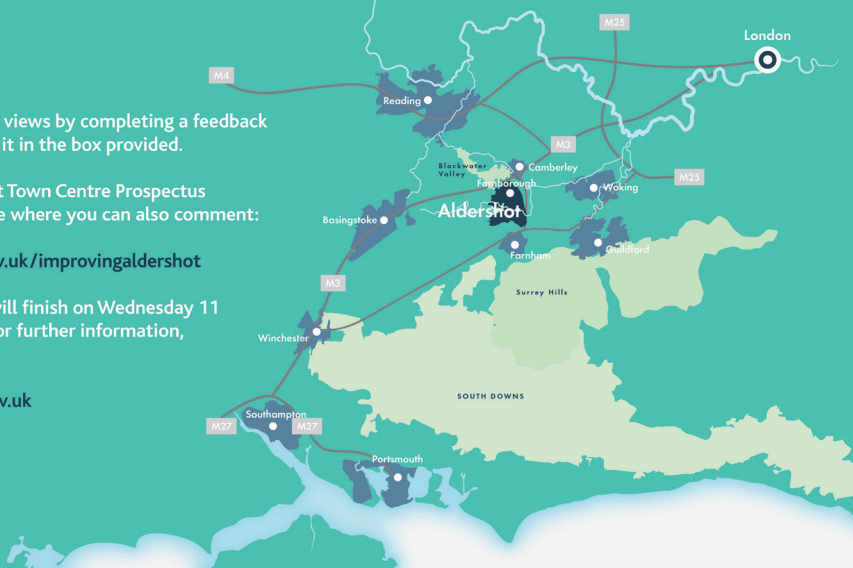 views by completing a feedback
it in the box provided.
t Town Centre Prospectus
e where you can also comment:
v.uk/improvingaldershot
will finish on Wednesday 11
or further information,
v.uk
London
M25
M4
Reading
M3
Blackwater
Valley
Camberley
Farnborough
Woking
M25
Aldershot
Basingstoke
Guildford
Farnham
M3
Surrey Hills
Winchester
SOUTH DOWNS
Southampton
M27
M27
Portsmouth